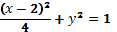 (x − 2)²/4 + y² = 1